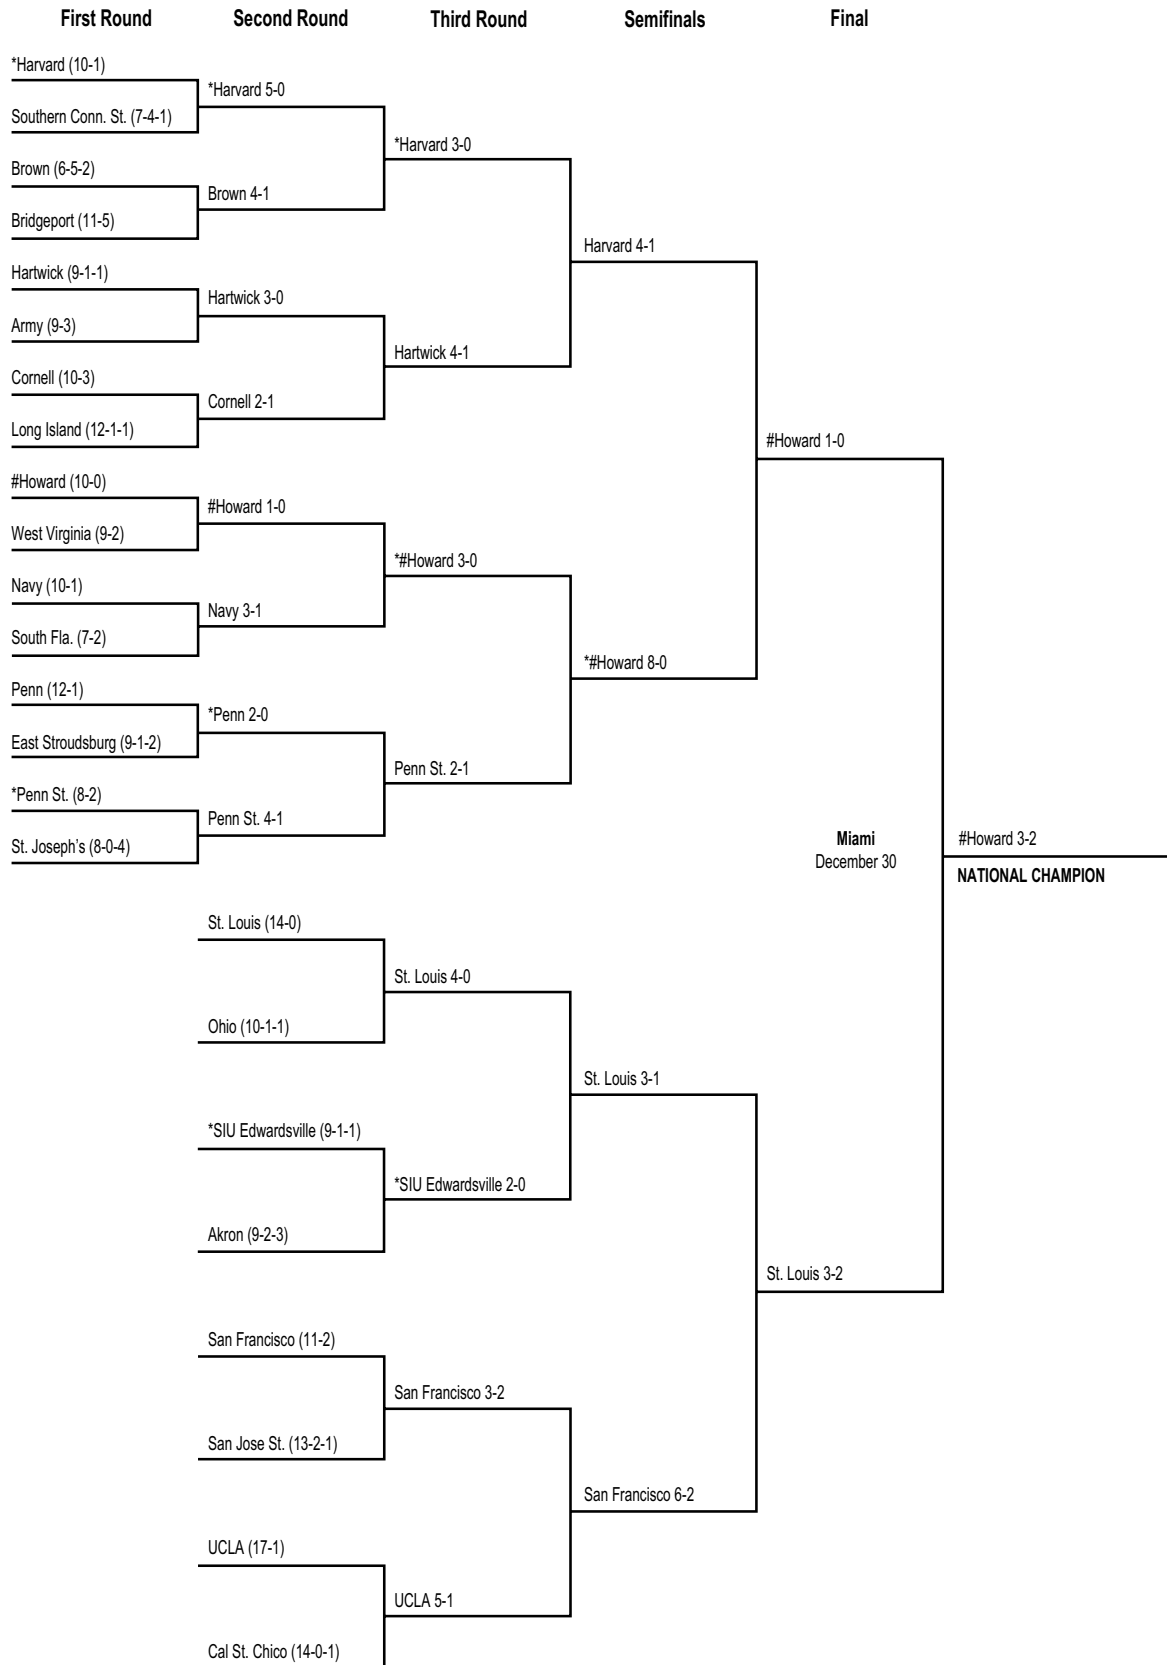 First Round Second Round Third Round Semifinals Final
*Harvard (10-1)
*Harvard 5-0
Southern Conn. St. (7-4-1)
*Harvard 3-0
Brown (6-5-2)
Brown 4-1
Bridgeport (11-5)
Harvard 4-1
Hartwick (9-1-1)
Hartwick 3-0
Army (9-3)
Hartwick 4-1
Cornell (10-3)
Cornell 2-1
Long Island (12-1-1)
#Howard 1-0
#Howard (10-0)
#Howard 1-0
West Virginia (9-2)
*#Howard 3-0
Navy (10-1)
Navy 3-1
South Fla. (7-2)
*#Howard 8-0
Penn (12-1)
*Penn 2-0
East Stroudsburg (9-1-2)
Penn St. 2-1
*Penn St. (8-2)
Penn St. 4-1
St. Joseph's (8-0-4)
Miami
#Howard 3-2
December 30
NATIONAL CHAMPION
St. Louis (14-0)
St. Louis 4-0
Ohio (10-1-1)
St. Louis 3-1
*SIU Edwardsville (9-1-1)
*SIU Edwardsville 2-0
Akron (9-2-3)
St. Louis 3-2
San Francisco (11-2)
San Francisco 3-2
San Jose St. (13-2-1)
San Francisco 6-2
UCLA (17-1)
UCLA 5-1
Cal St. Chico (14-0-1)